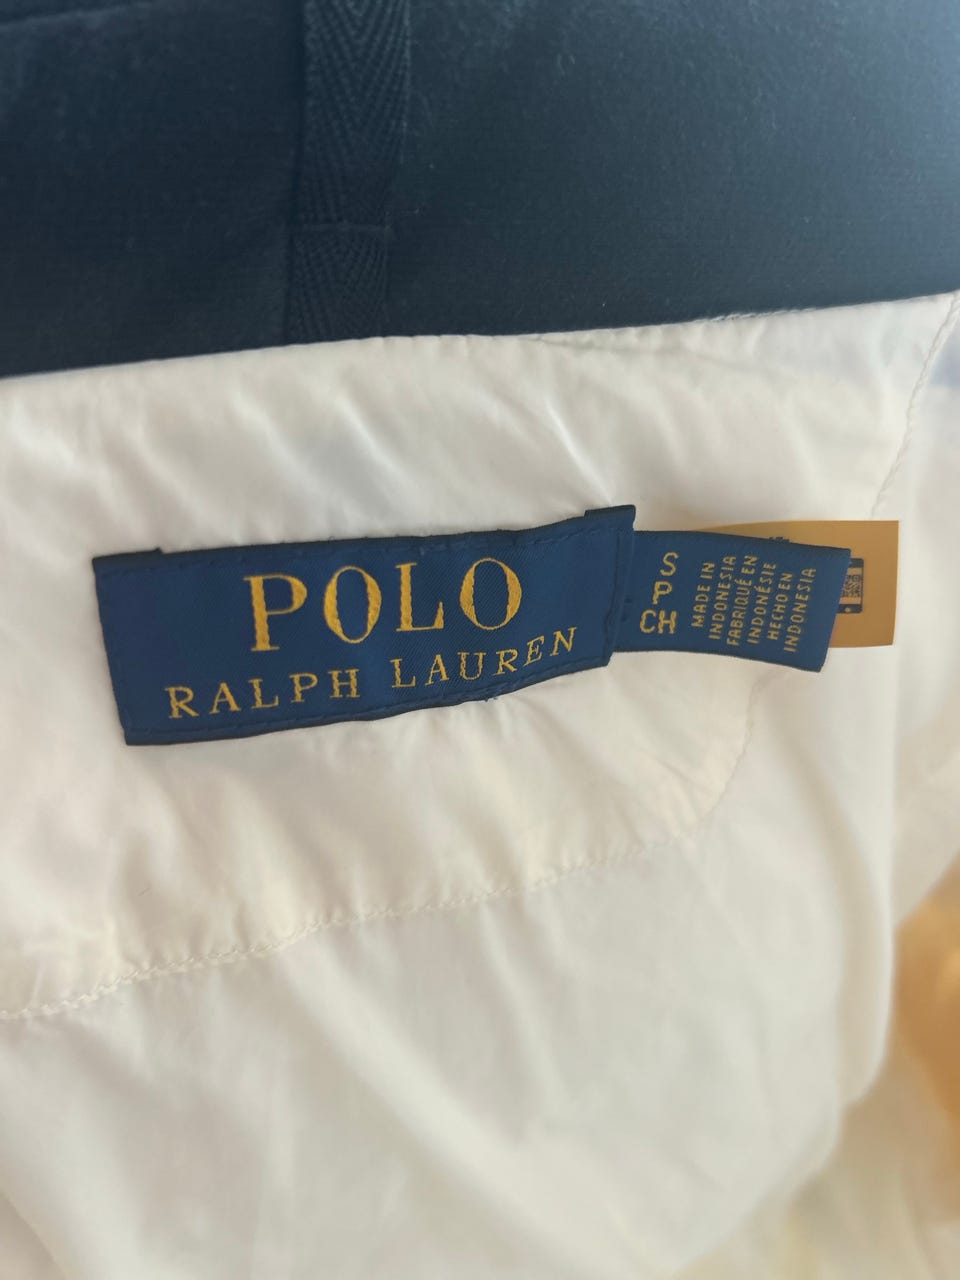 POLO
RALPH LAUREN
S
P
CH
MADE IN
INDONESIA
FABRIQUÉ EN
INDONÉSIE
HECHO EN
INDONESIA